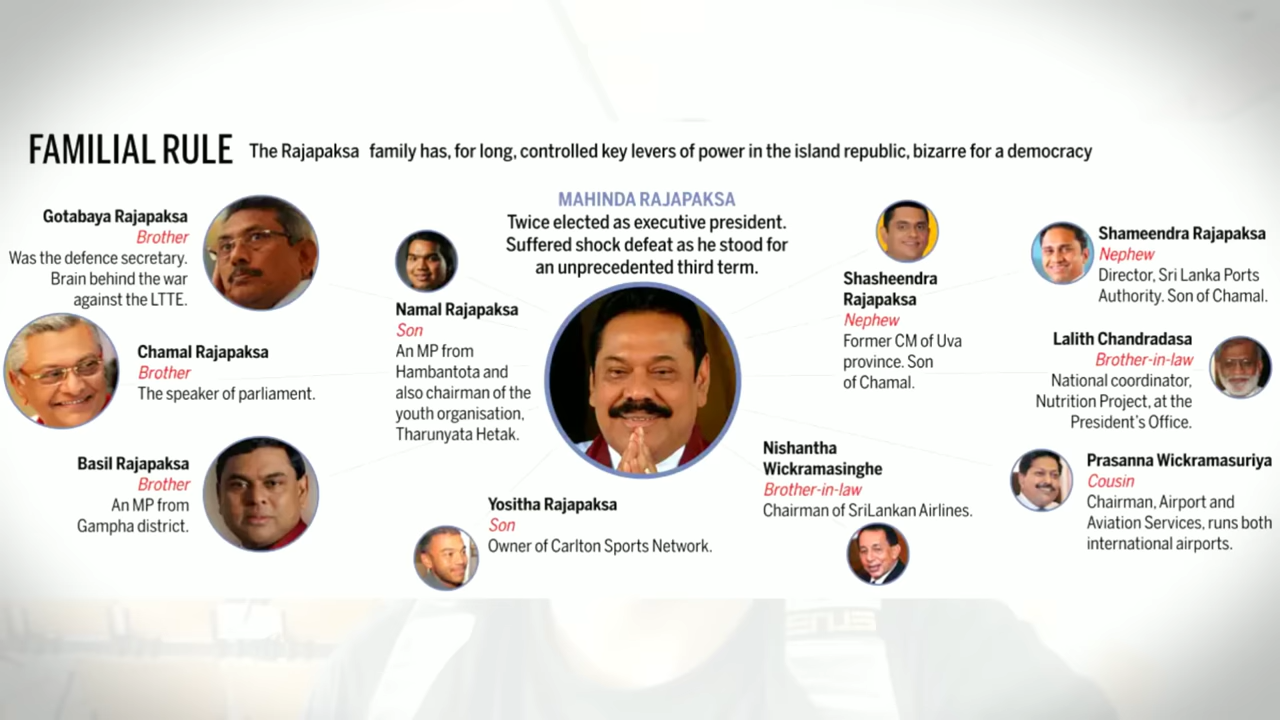 FAMILIAL RULE
The Rajapaksa family has, for long, controlled key levers of power in the island republic, bizarre for a democracy
Gotabaya Rajapaksa
Brother
Was the defence secretary.
Brain behind the war
against the LTTE.
Chamal Rajapaksa
Brother
The speaker of parliament.
Basil Rajapaksa
Brother
An MP from
Gampha district.
Namal Rajapaksa
Son
An MP from
Hambantota and
also chairman of the
youth organisation,
Tharunyata Hetak.
MAHINDA RAJAPAKSA
Twice elected as executive president.
Suffered shock defeat as he stood for
an unprecedented third term.
Yositha Rajapaksa
Son
Owner of Carlton Sports Network.
Shasheendra
Rajapaksa
Nephew
Former CM of Uva
province. Son
of Chamal.
Nishantha
Wickramasinghe
Brother-in-law
Chairman of SriLankan Airlines.
Shameendra Rajapaksa
Nephew
Director, Sri Lanka Ports
Authority. Son of Chamal.
Lalith Chandradasa
Brother-in-law
National coordinator,
Nutrition Project, at the
President's Office.
Prasanna Wickramasuriya
Cousin
Chairman, Airport and
Aviation Services, runs both
international airports.